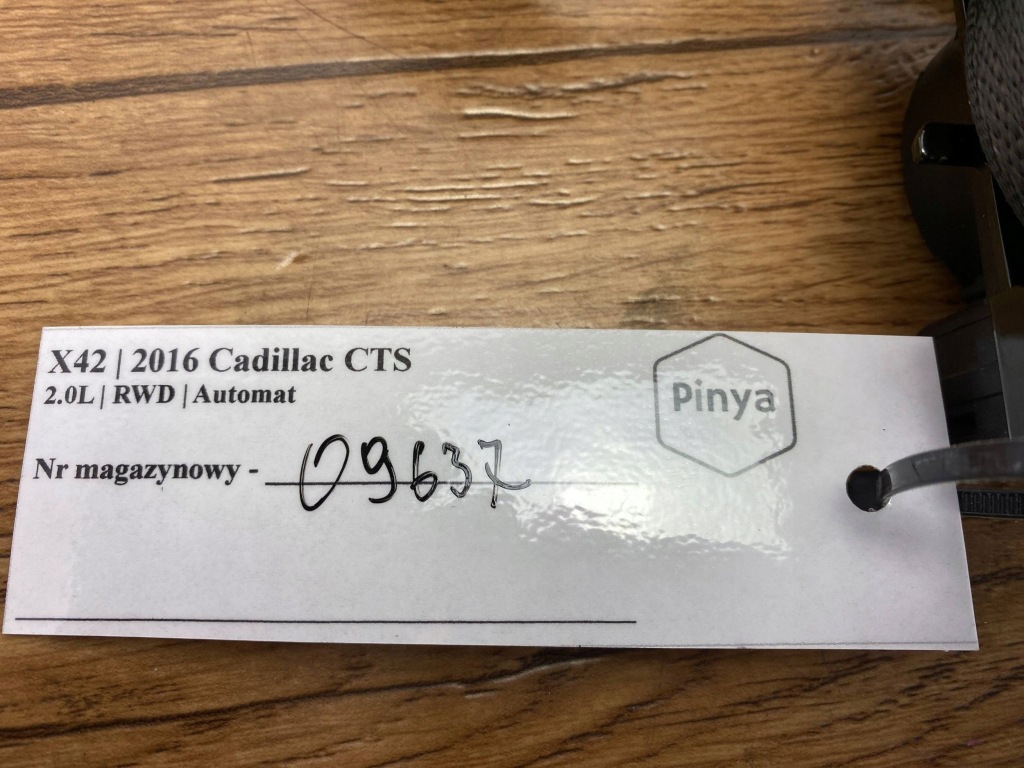 X42 | 2016 Cadillac CTS
2.0L | RWD | Automat
Pinya
Nr magazynowy - 09637